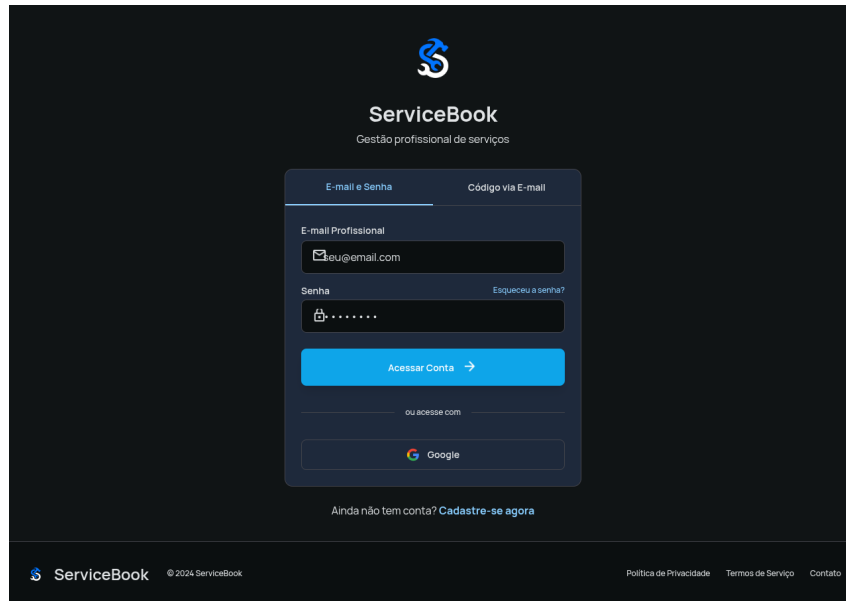 ServiceBook
Gestão profissional de serviços
E-mail e Senha
Código via E-mail
E-mail Profissional
seu@email.com
Senha
Esqueceu a senha?
••••••••
Acessar Conta →
ou acesse com
Google
Ainda não tem conta? Cadastre-se agora
ServiceBook
© 2024 ServiceBook
Política de Privacidade
Termos de Serviço
Contato